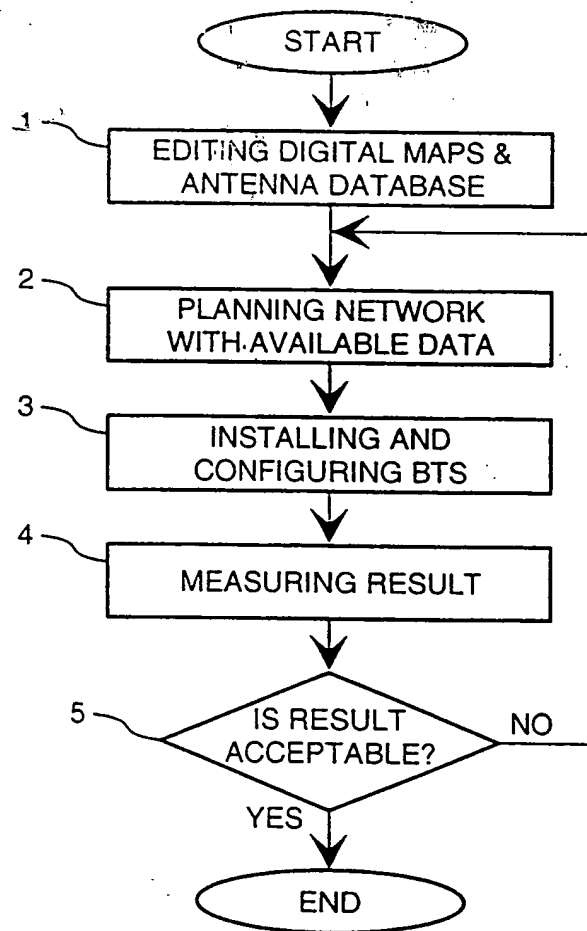 START
1
EDITING DIGITAL MAPS &
ANTENNA DATABASE
2
PLANNING NETWORK
WITH AVAILABLE DATA
3
INSTALLING AND
CONFIGURING BTS
4
MEASURING RESULT
5
IS RESULT
ACCEPTABLE?
NO
YES
END